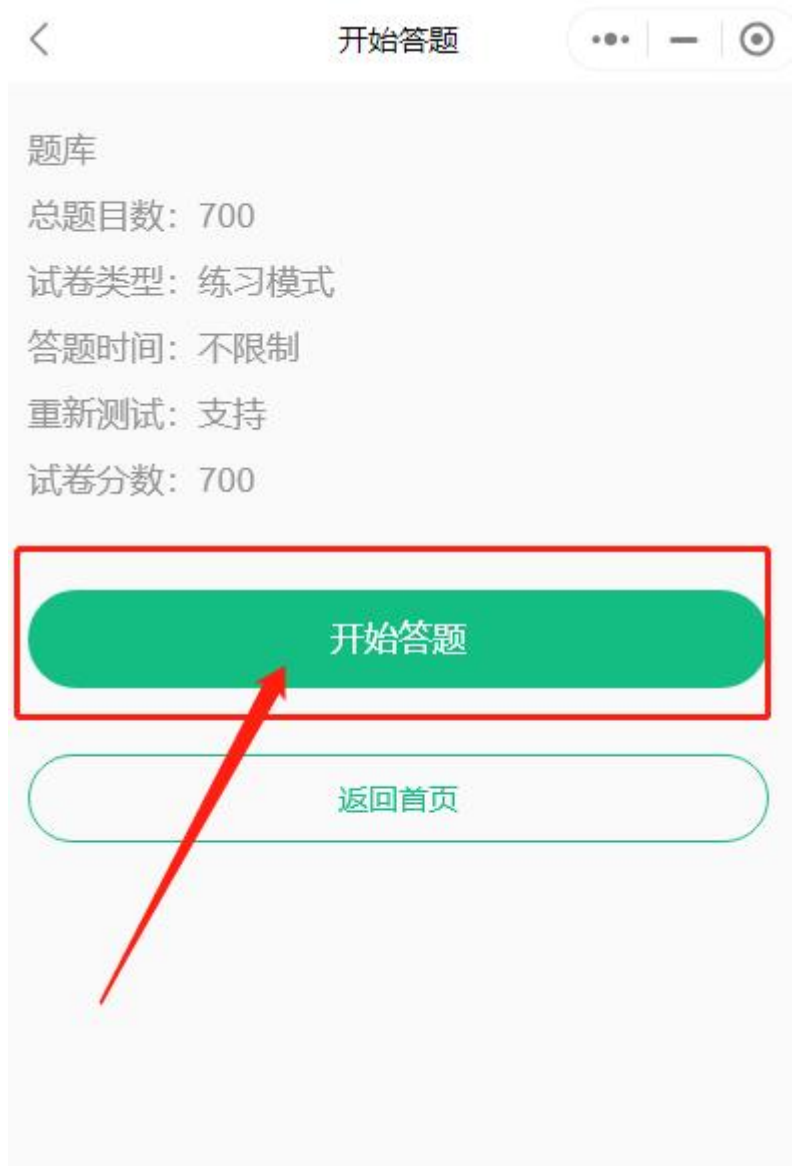 开始答题
题库
总题目数：700
试卷类型：练习模式
答题时间：不限制
重新测试：支持
试卷分数：700
开始答题
返回首页